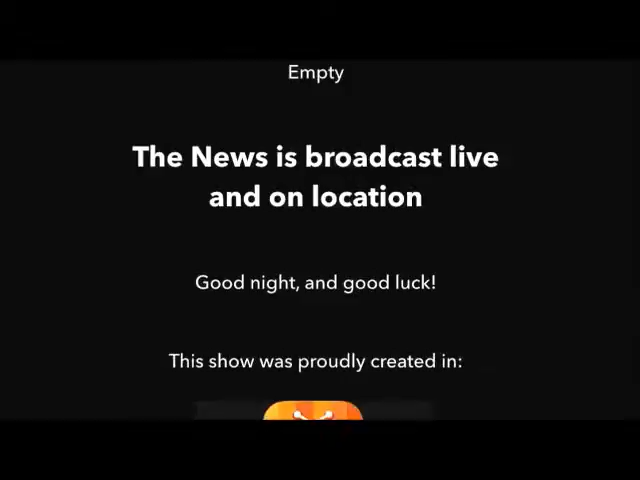 Empty
The News is broadcast live
and on location
Good night, and good luck!
This show was proudly created in: